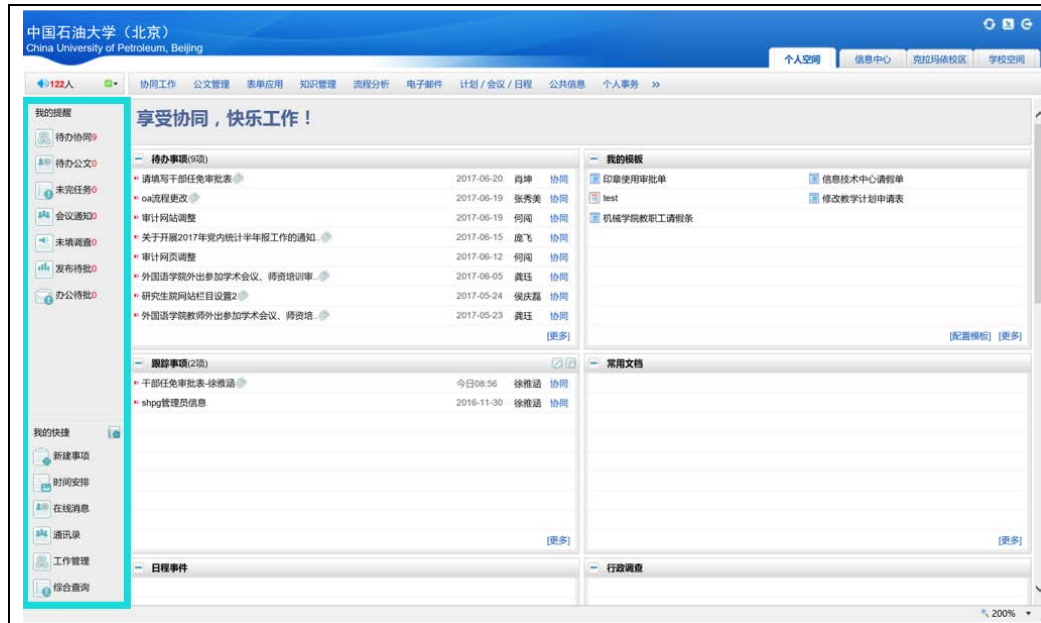 中国石油大学（北京）
China University of Petroleum, Beijing
个人空间 信息中心 克拉玛依校区 学校空间
122人 协同工作 公文管理 表单应用 知识管理 流程分析 电子邮件 计划 / 会议 / 日程 公共信息 个人事务 »
我的提醒
待办协同9
待办公文0
未完任务0
会议通知0
未填调查0
发布待批0
办公待批0
我的快捷
新建事项
时间安排
在线消息
通讯录
工作管理
综合查询
享受协同，快乐工作！
待办事项(9项)
请填写干部任免审批表 2017-06-20 肖坤 协同
oa流程更改 2017-06-19 张秀美 协同
审计网站调整 2017-06-19 何闯 协同
关于开展2017年党内统计半年报工作的通知.. 2017-06-15 庞飞 协同
审计网页调整 2017-06-12 何闯 协同
外国语学院外出参加学术会议、师资培训审.. 2017-06-05 龚珏 协同
研究生院网站栏目设置2 2017-05-24 侯庆磊 协同
外国语学院教师外出参加学术会议、师资培.. 2017-05-23 龚珏 协同
[更多]
我的模板
印章使用审批单 信息技术中心请假单
test 修改教学计划申请表
机械学院教职工请假条
[配置模板] [更多]
跟踪事项(2项)
干部任免审批表-徐雅涵 今日08:56 徐雅涵 协同
shpg管理员信息 2016-11-30 徐雅涵 协同
[更多]
常用文档
[更多]
日程事件
行政调查
200%